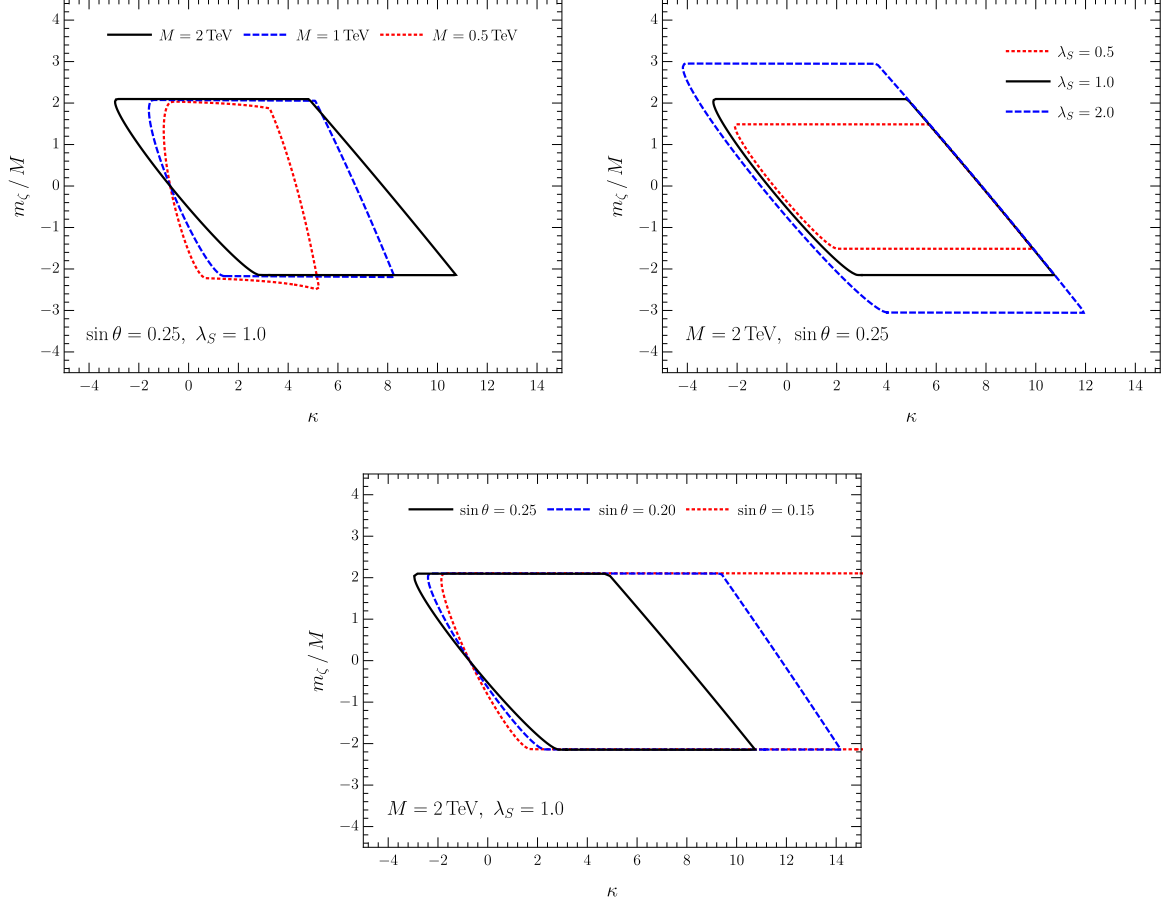 M = 2 TeV M = 1 TeV M = 0.5 TeV
4
3
2
1
0
−1
−2
−3
−4
m_ζ / M
sin θ = 0.25, λ_S = 1.0
−4 −2 0 2 4 6 8 10 12 14
κ
λ_S = 0.5
λ_S = 1.0
λ_S = 2.0
4
3
2
1
0
−1
−2
−3
−4
m_ζ / M
M = 2 TeV, sin θ = 0.25
−4 −2 0 2 4 6 8 10 12 14
κ
sin θ = 0.25 sin θ = 0.20 sin θ = 0.15
4
3
2
1
0
−1
−2
−3
−4
m_ζ / M
M = 2 TeV, λ_S = 1.0
−4 −2 0 2 4 6 8 10 12 14
κ